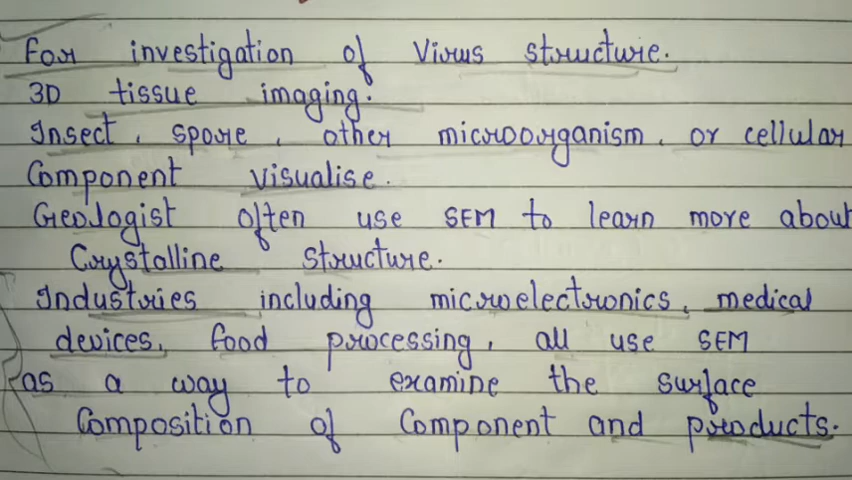 For investigation of Virus structure.
3D tissue imaging.
Insect, spore, other microorganism, or cellular
Component visualise.
Geologist often use SEM to learn more about
Crystalline structure.
Industries including microelectronics, medical
devices, food processing, all use SEM
as a way to examine the surface
Composition of Component and products.